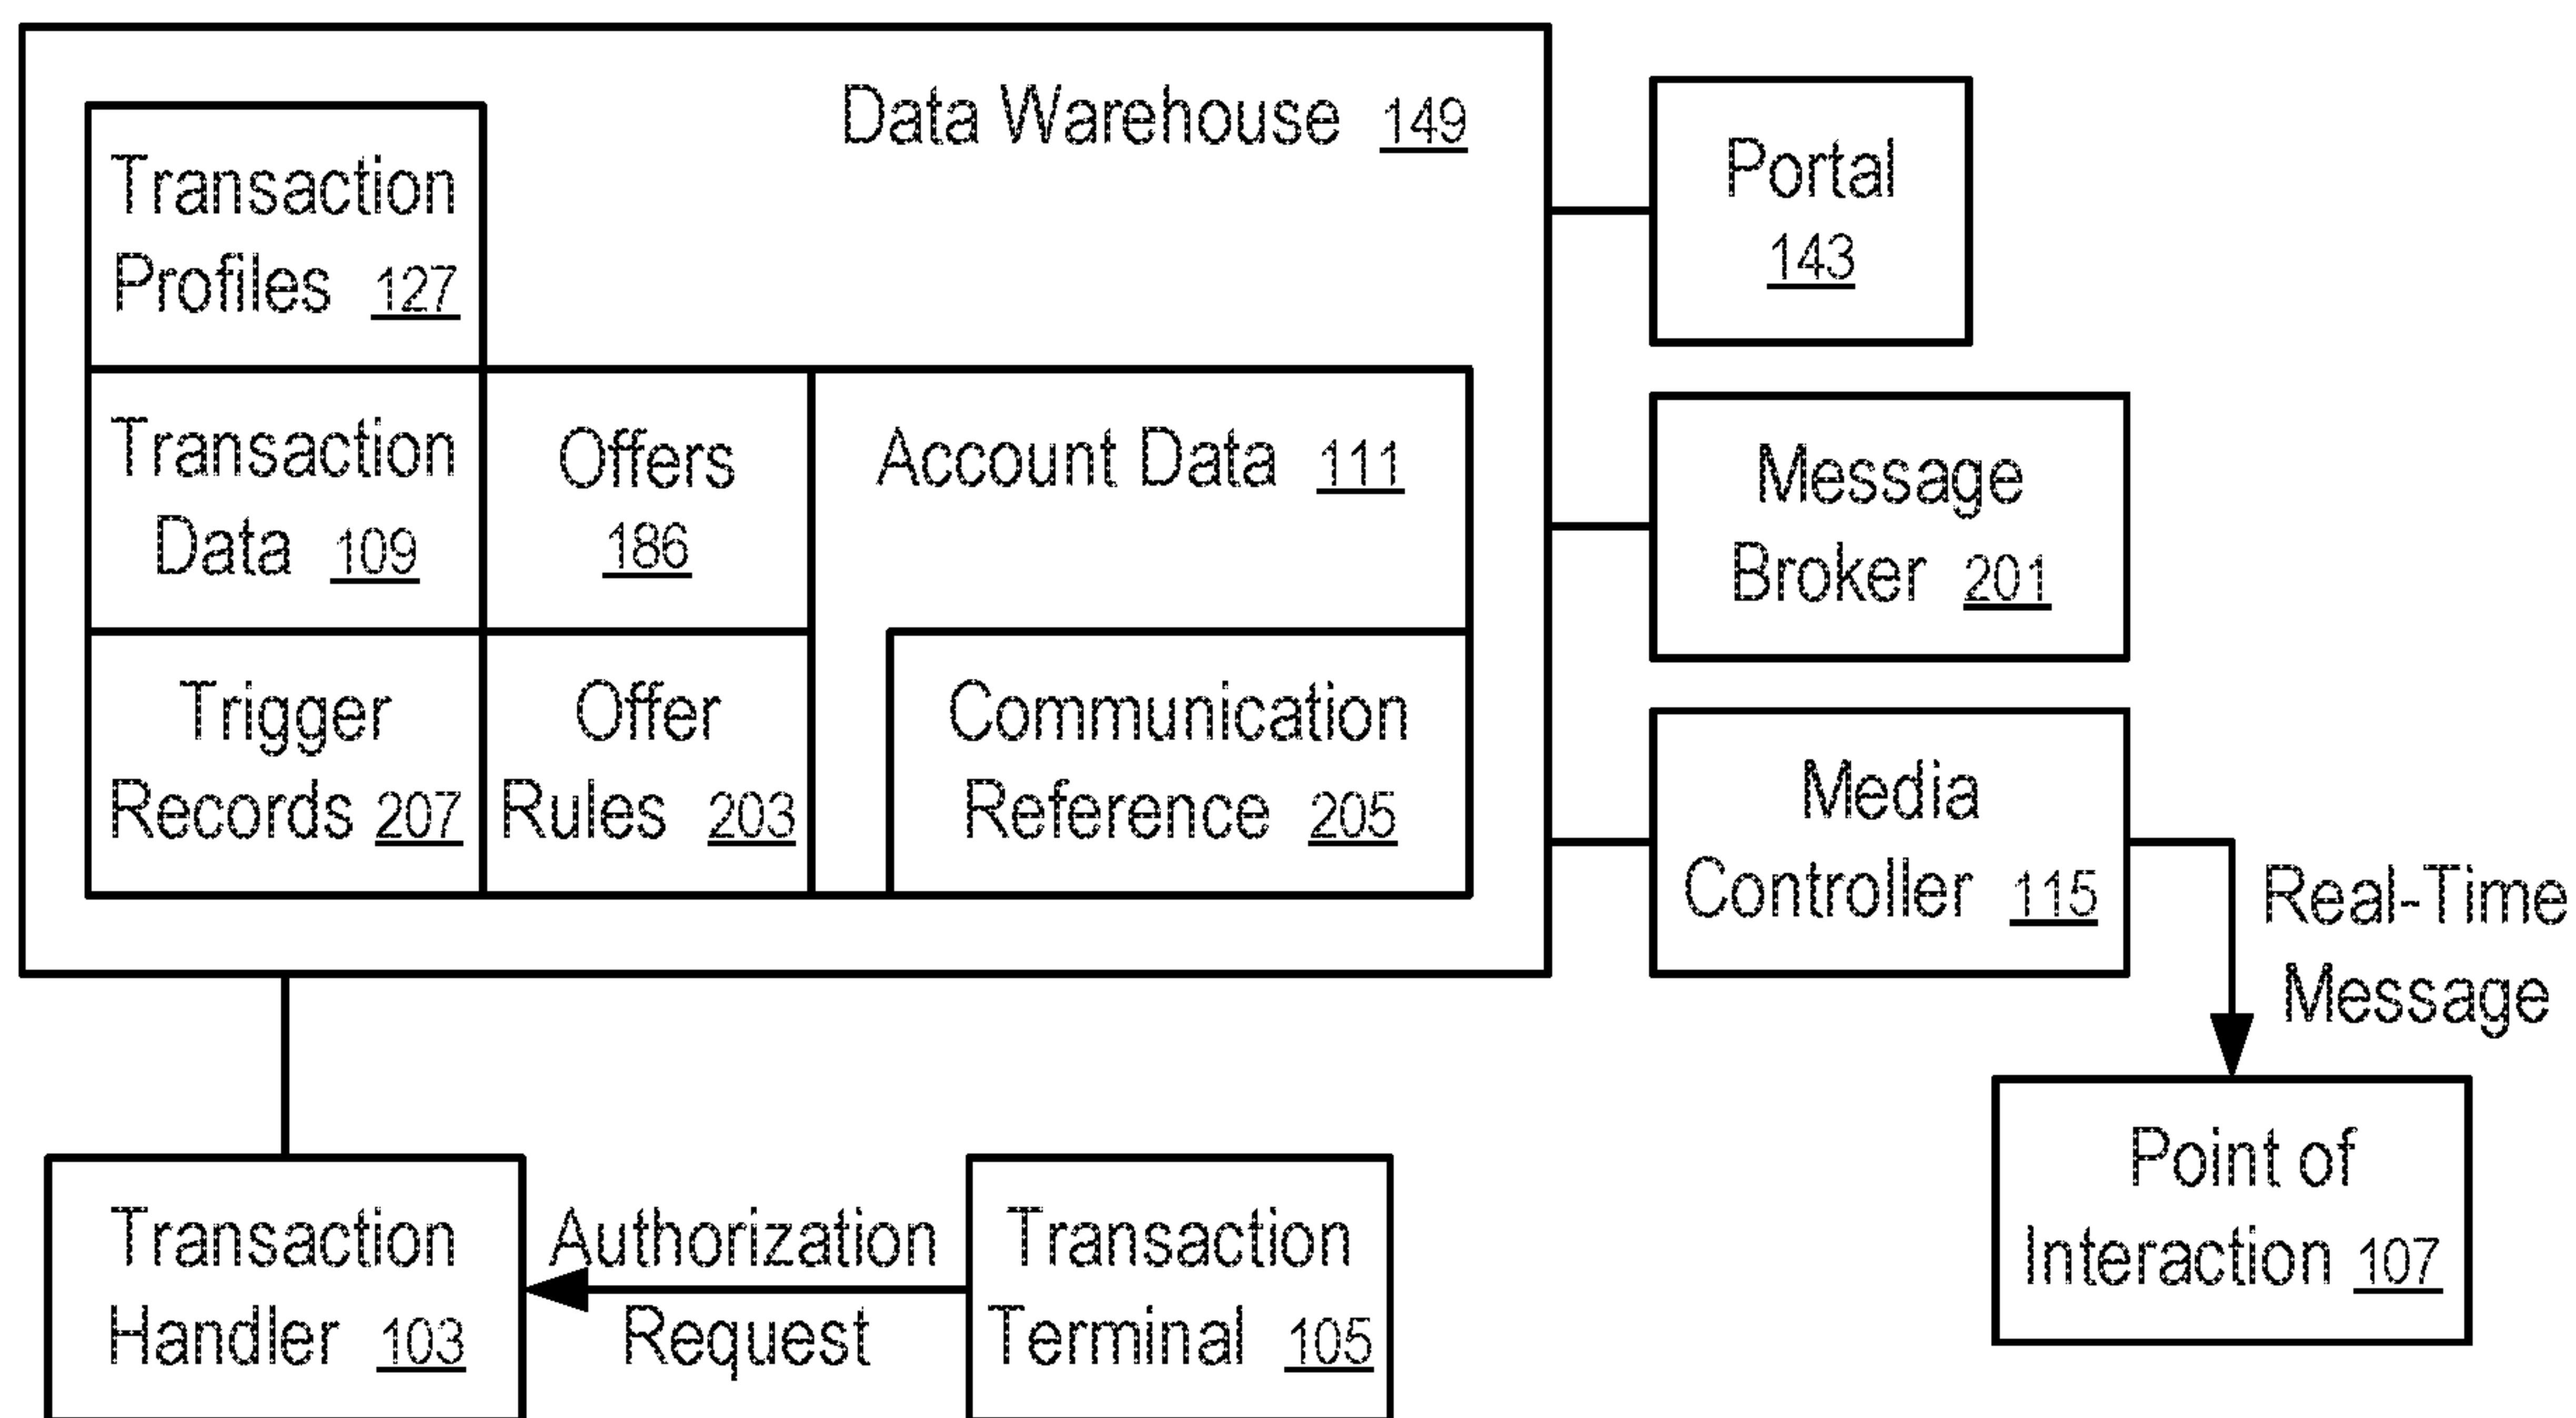 Data Warehouse 149
Transaction
Profiles 127
Transaction
Data 109
Offers
186
Account Data 111
Trigger
Records 207
Offer
Rules 203
Communication
Reference 205
Portal
143
Message
Broker 201
Media
Controller 115
Real-Time
Message
Point of
Interaction 107
Transaction
Handler 103
Authorization
Request
Transaction
Terminal 105